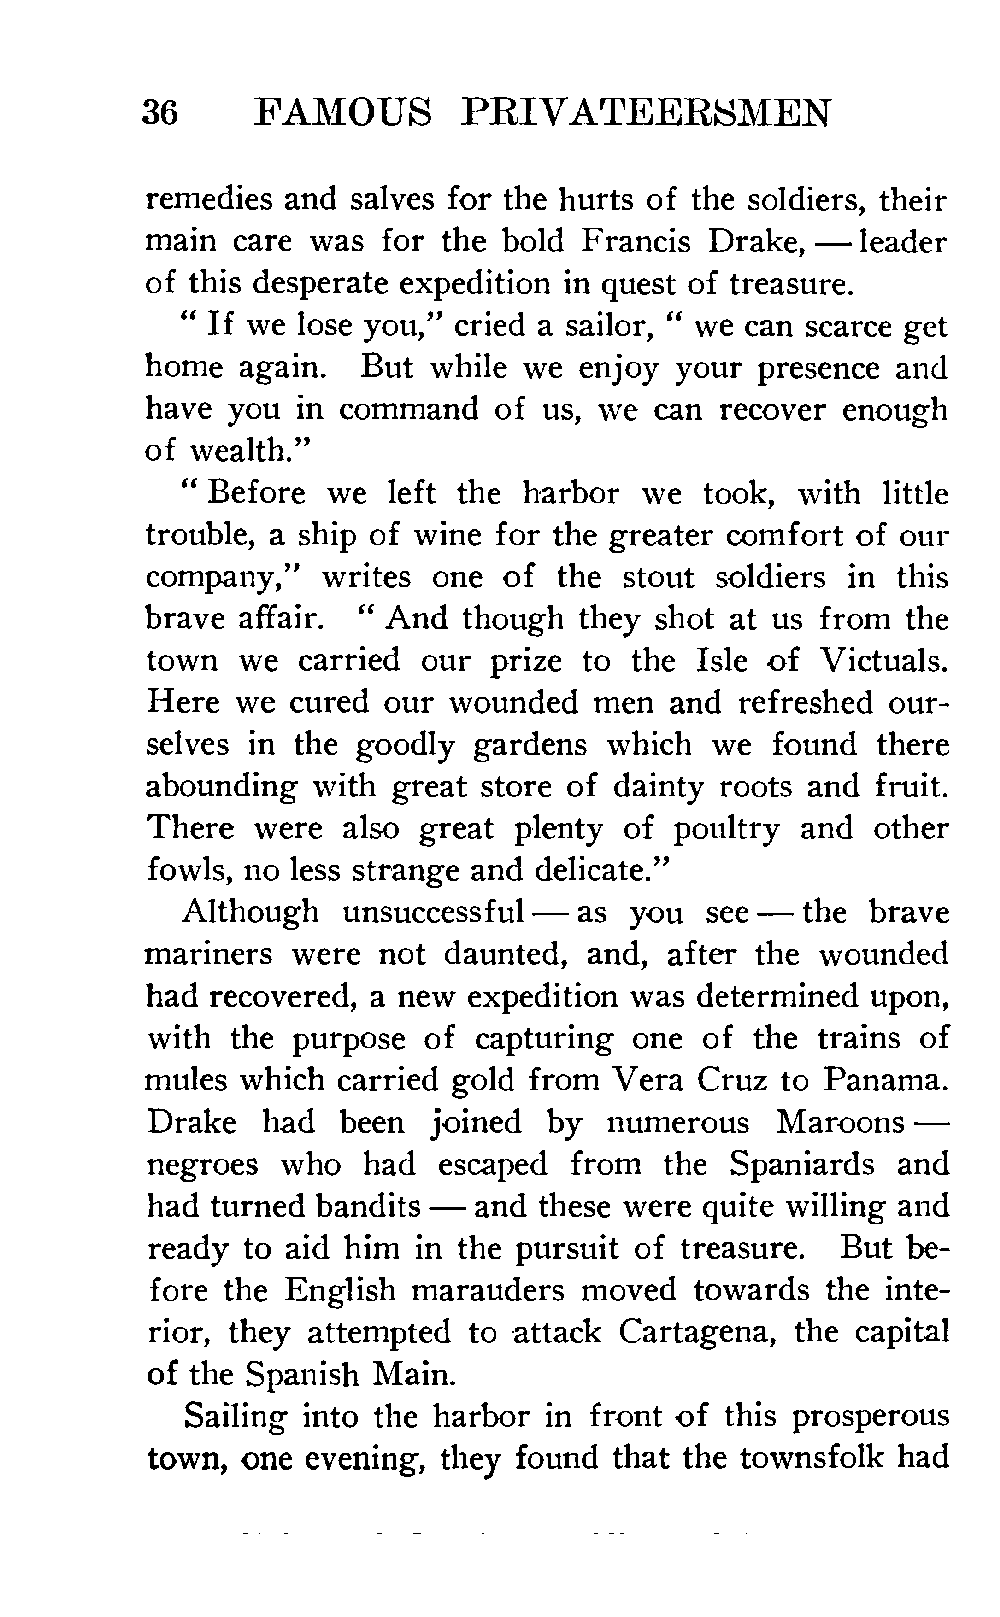 36 FAMOUS PRIVATEERSMEN
remedies and salves for the hurts of the soldiers, their
main care was for the bold Francis Drake, — leader
of this desperate expedition in quest of treasure.
“ If we lose you,” cried a sailor, “ we can scarce get
home again. But while we enjoy your presence and
have you in command of us, we can recover enough
of wealth.”
“ Before we left the harbor we took, with little
trouble, a ship of wine for the greater comfort of our
company,” writes one of the stout soldiers in this
brave affair. “ And though they shot at us from the
town we carried our prize to the Isle of Victuals.
Here we cured our wounded men and refreshed our-
selves in the goodly gardens which we found there
abounding with great store of dainty roots and fruit.
There were also great plenty of poultry and other
fowls, no less strange and delicate.”
Although unsuccessful — as you see — the brave
mariners were not daunted, and, after the wounded
had recovered, a new expedition was determined upon,
with the purpose of capturing one of the trains of
mules which carried gold from Vera Cruz to Panama.
Drake had been joined by numerous Maroons —
negroes who had escaped from the Spaniards and
had turned bandits — and these were quite willing and
ready to aid him in the pursuit of treasure. But be-
fore the English marauders moved towards the inte-
rior, they attempted to attack Cartagena, the capital
of the Spanish Main.
Sailing into the harbor in front of this prosperous
town, one evening, they found that the townsfolk had